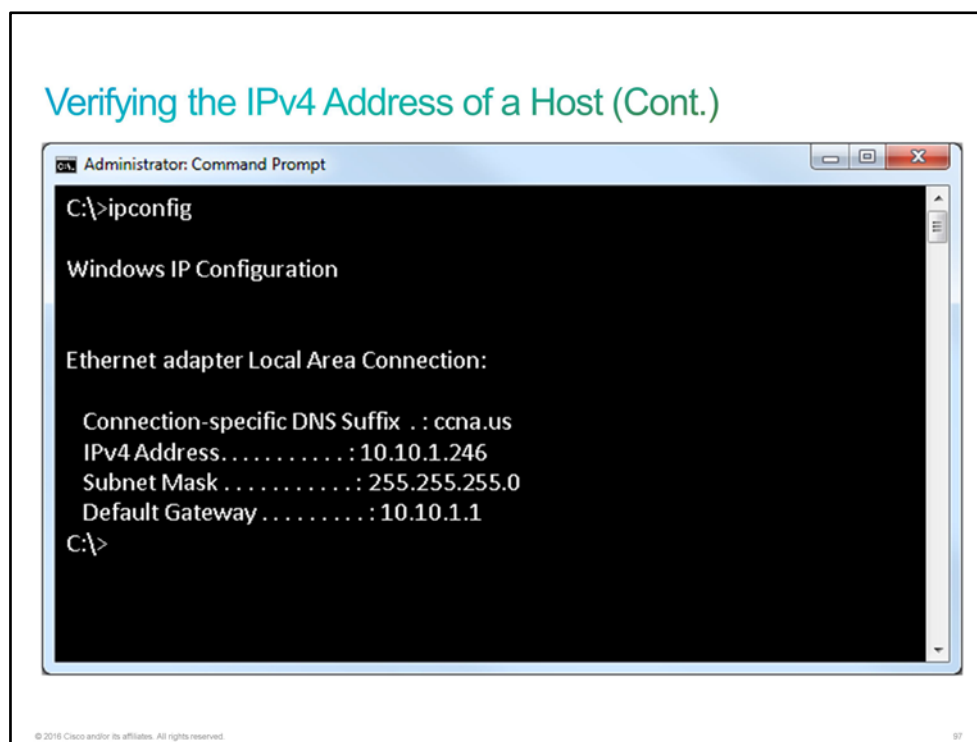 Verifying the IPv4 Address of a Host (Cont.)
Administrator: Command Prompt
C:\>ipconfig
Windows IP Configuration
Ethernet adapter Local Area Connection:
Connection-specific DNS Suffix . : ccna.us
IPv4 Address. . . . . . . . . . . : 10.10.1.246
Subnet Mask . . . . . . . . . . . : 255.255.255.0
Default Gateway . . . . . . . . . : 10.10.1.1
C:\>
© 2016 Cisco and/or its affiliates. All rights reserved.
97